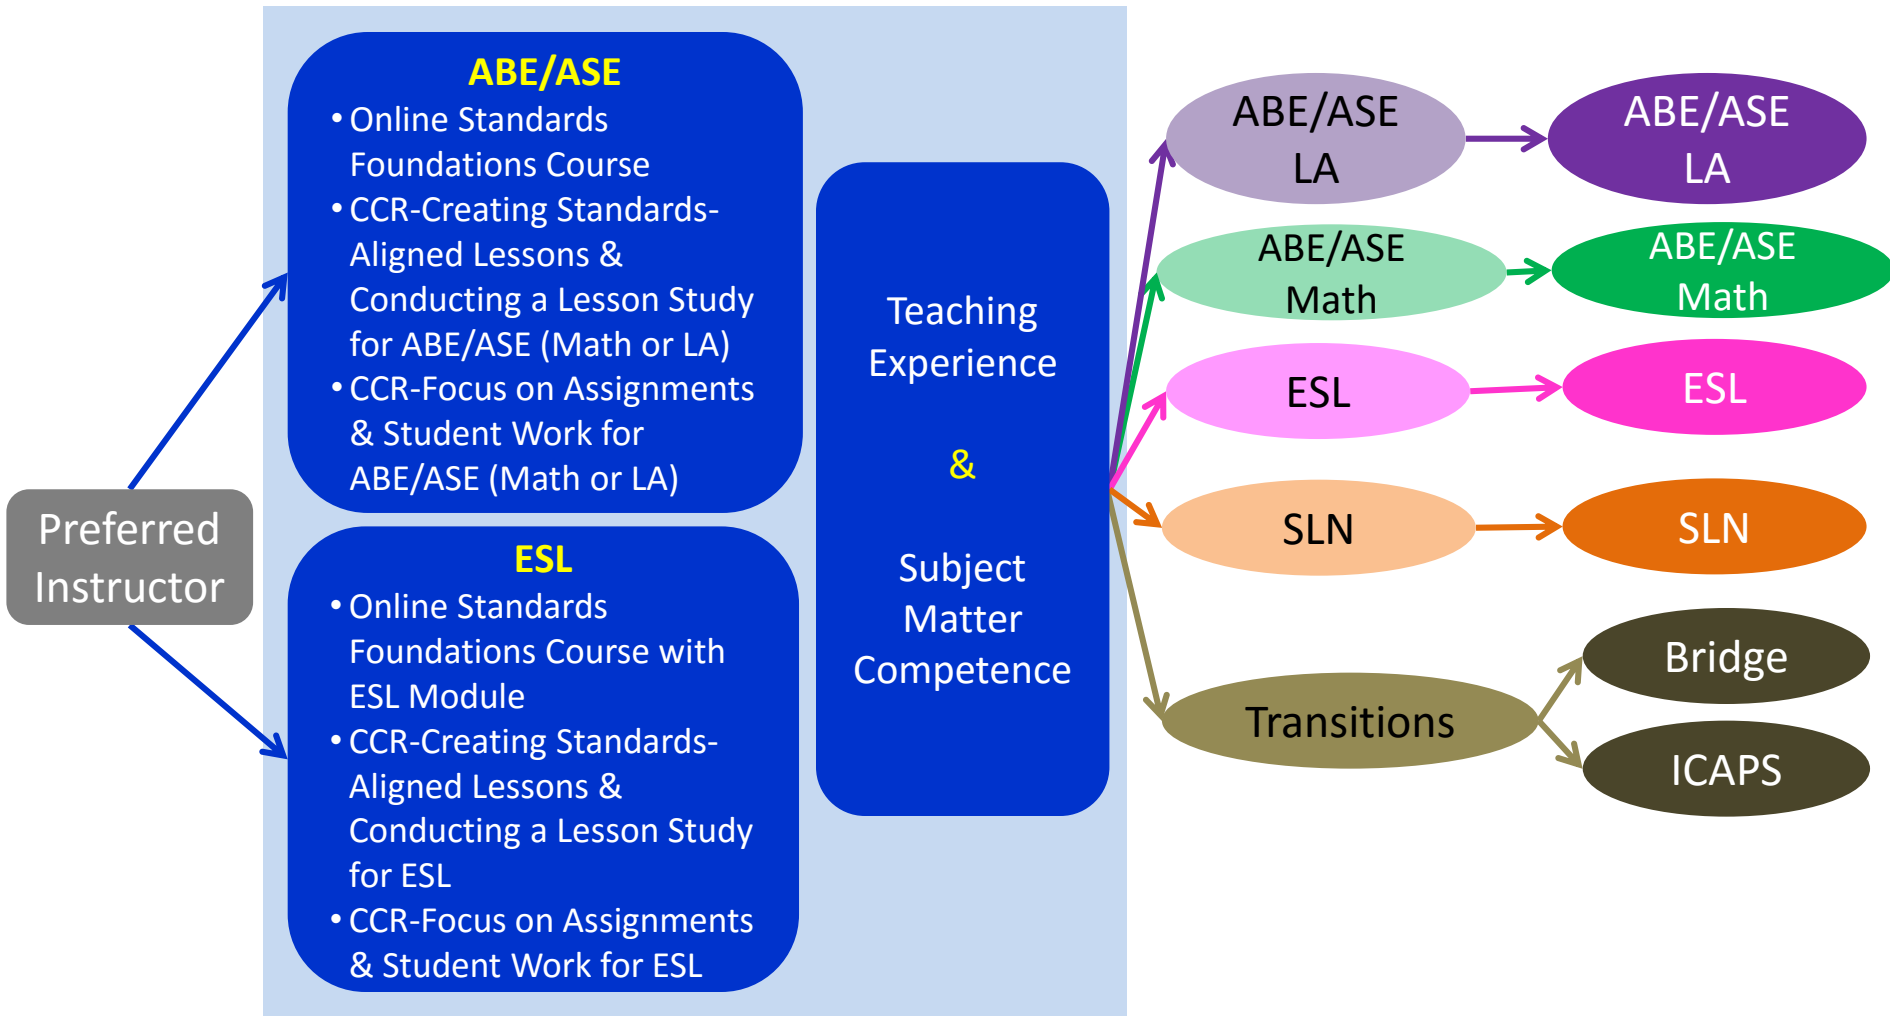 Preferred
Instructor
ABE/ASE
• Online Standards
Foundations Course
• CCR-Creating Standards-
Aligned Lessons &
Conducting a Lesson Study
for ABE/ASE (Math or LA)
• CCR-Focus on Assignments
& Student Work for
ABE/ASE (Math or LA)
ESL
• Online Standards
Foundations Course with
ESL Module
• CCR-Creating Standards-
Aligned Lessons &
Conducting a Lesson Study
for ESL
• CCR-Focus on Assignments
& Student Work for ESL
Teaching
Experience
&
Subject
Matter
Competence
ABE/ASE
LA
ABE/ASE
LA
ABE/ASE
Math
ABE/ASE
Math
ESL
ESL
SLN
SLN
Transitions
Bridge
ICAPS